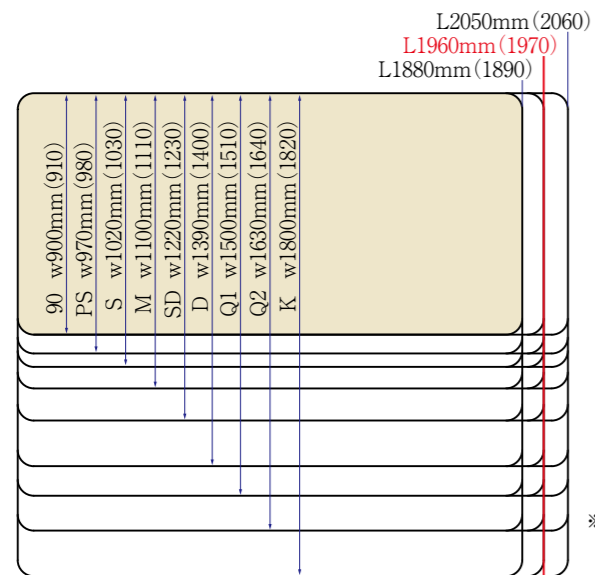 L2050mm(2060)
L1960mm(1970)
L1880mm(1890)
90 w900mm(910)
PS w970mm(980)
S w1020mm(1030)
M w1100mm(1110)
SD w1220mm(1230)
D w1390mm(1400)
Q1 w1500mm(1510)
Q2 w1630mm(1640)
K w1800mm(1820)
※